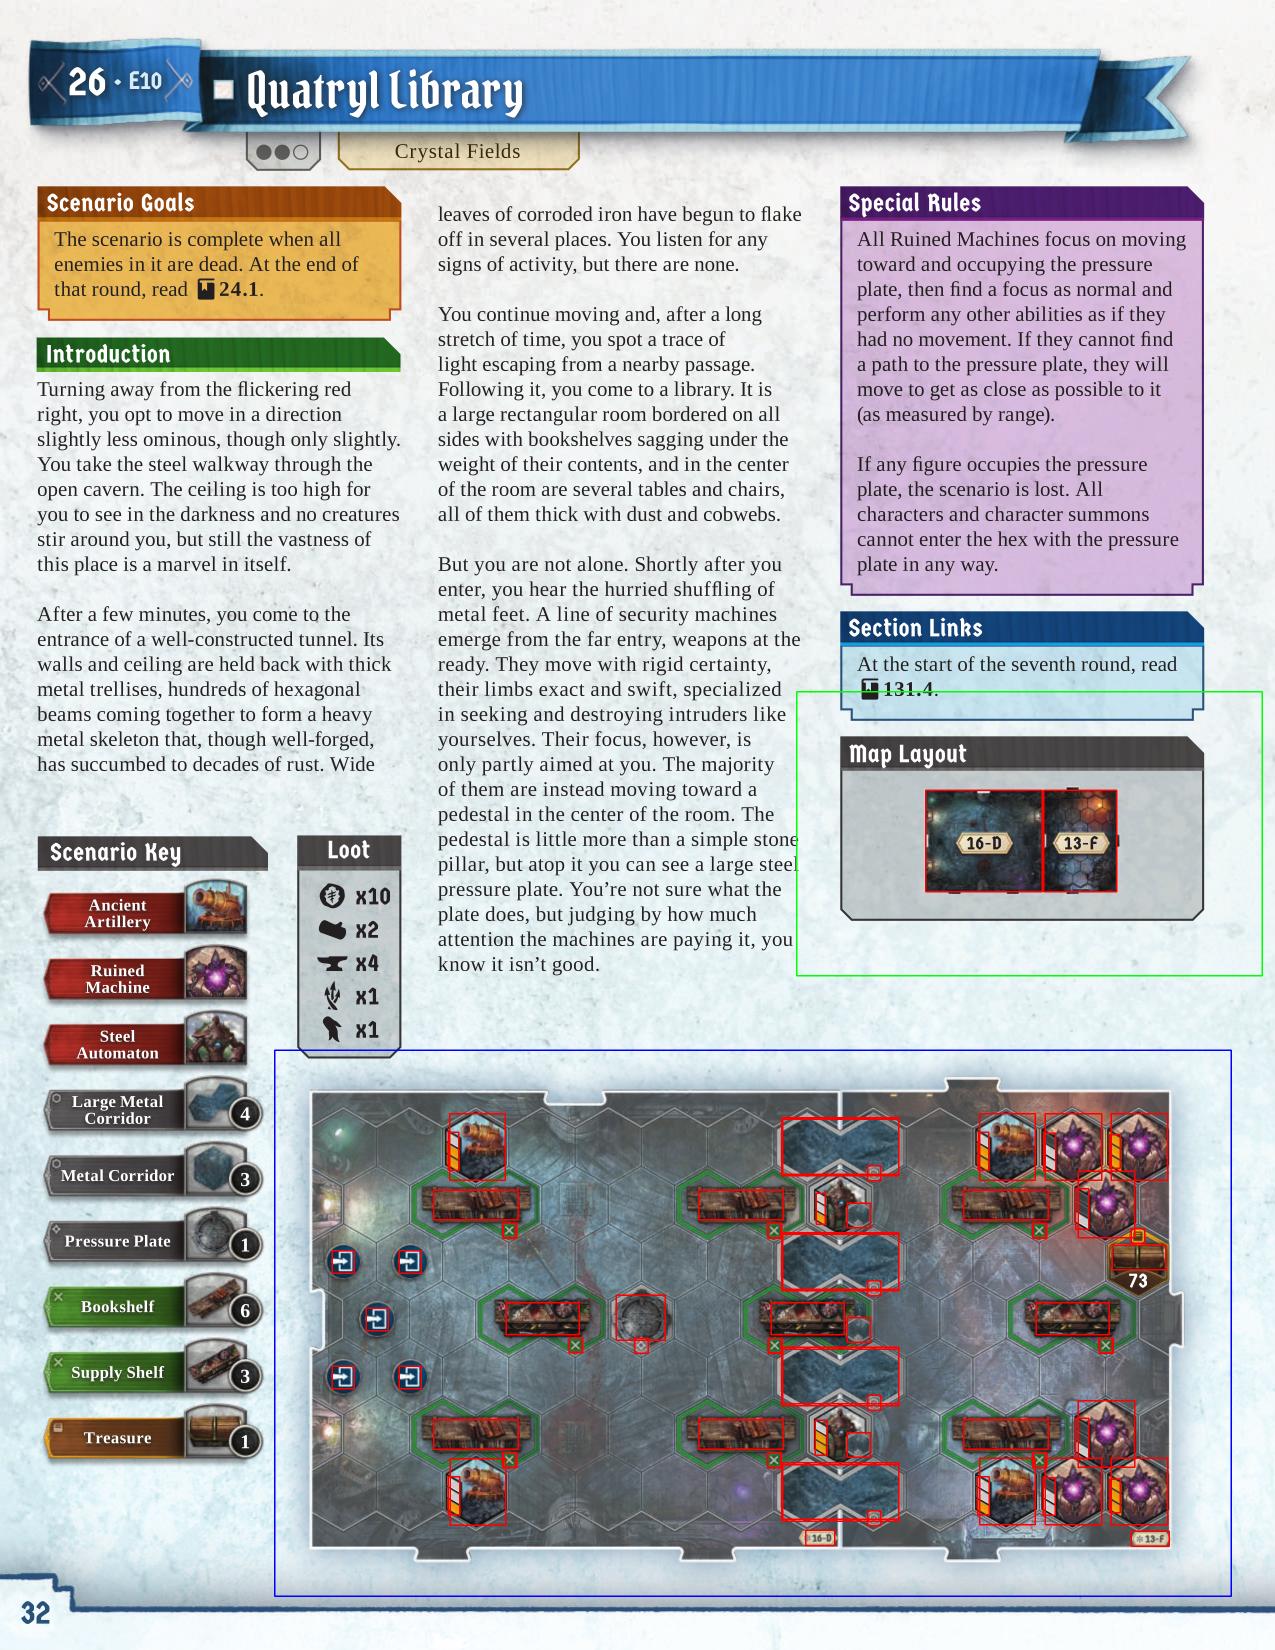 26 · E10
Quatryl Library
Crystal Fields
Scenario Goals
The scenario is complete when all
enemies in it are dead. At the end of
that round, read 24.1.
Introduction
Turning away from the flickering red
right, you opt to move in a direction
slightly less ominous, though only slightly.
You take the steel walkway through the
open cavern. The ceiling is too high for
you to see in the darkness and no creatures
stir around you, but still the vastness of
this place is a marvel in itself.
After a few minutes, you come to the
entrance of a well-constructed tunnel. Its
walls and ceiling are held back with thick
metal trellises, hundreds of hexagonal
beams coming together to form a heavy
metal skeleton that, though well-forged,
has succumbed to decades of rust. Wide
leaves of corroded iron have begun to flake
off in several places. You listen for any
signs of activity, but there are none.
You continue moving and, after a long
stretch of time, you spot a trace of
light escaping from a nearby passage.
Following it, you come to a library. It is
a large rectangular room bordered on all
sides with bookshelves sagging under the
weight of their contents, and in the center
of the room are several tables and chairs,
all of them thick with dust and cobwebs.
But you are not alone. Shortly after you
enter, you hear the hurried shuffling of
metal feet. A line of security machines
emerge from the far entry, weapons at the
ready. They move with rigid certainty,
their limbs exact and swift, specialized
in seeking and destroying intruders like
yourselves. Their focus, however, is
only partly aimed at you. The majority
of them are instead moving toward a
pedestal in the center of the room. The
pedestal is little more than a simple stone
pillar, but atop it you can see a large steel
pressure plate. You're not sure what the
plate does, but judging by how much
attention the machines are paying it, you
know it isn't good.
Special Rules
All Ruined Machines focus on moving
toward and occupying the pressure
plate, then find a focus as normal and
perform any other abilities as if they
had no movement. If they cannot find
a path to the pressure plate, they will
move to get as close as possible to it
(as measured by range).
If any figure occupies the pressure
plate, the scenario is lost. All
characters and character summons
cannot enter the hex with the pressure
plate in any way.
Section Links
At the start of the seventh round, read
131.4.
Map Layout
16-D
13-F
Scenario Key
Ancient
Artillery
Ruined
Machine
Steel
Automaton
Large Metal
Corridor
4
Metal Corridor
3
Pressure Plate
1
Bookshelf
6
Supply Shelf
3
Treasure
1
Loot
x10
x2
x4
x1
x1
73
16-D
13-F
32